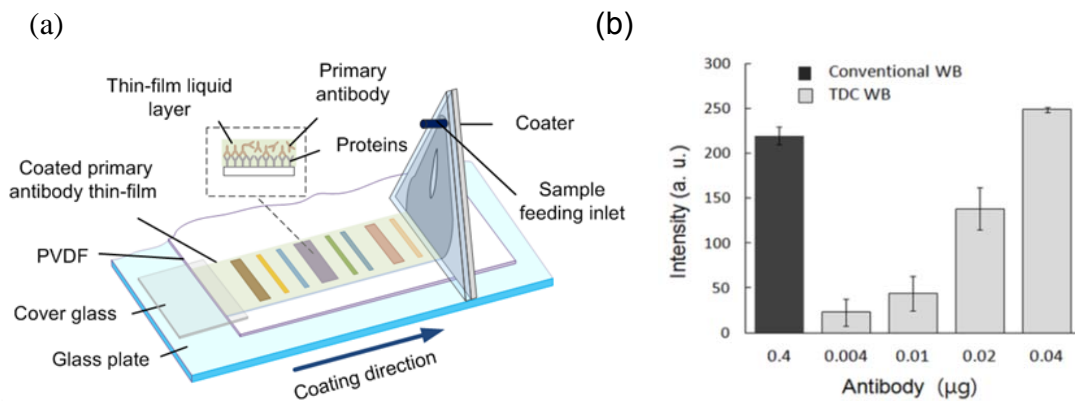 (a)
Thin-film liquid
layer
Primary
antibody
Proteins
Coater
Coated primary
antibody thin-film
Sample
feeding inlet
PVDF
Cover glass
Glass plate
Coating direction
(b)
300
250
200
150
100
50
0
Intensity (a. u.)
Conventional WB
TDC WB
0.4 0.004 0.01 0.02 0.04
Antibody (μg)